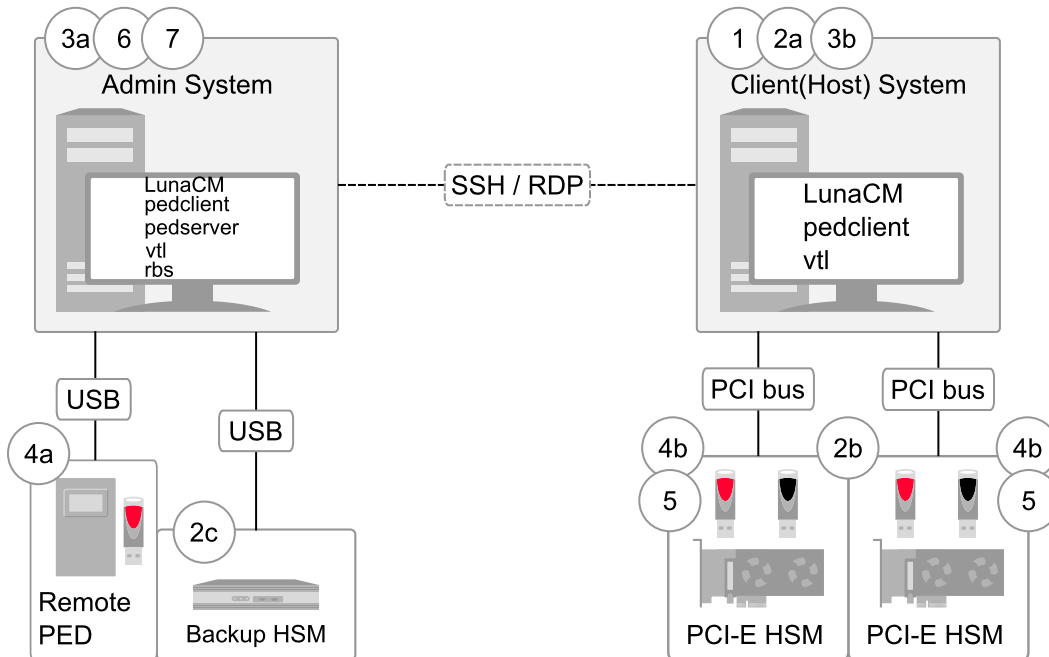 3a 6 7
Admin System
LunaCM
pedclient
pedserver
vtl
rbs
SSH / RDP
1 2a 3b
Client(Host) System
LunaCM
pedclient
vtl
USB
USB
PCI bus
PCI bus
4a
2c
Remote
PED
Backup HSM
4b
5
2b
4b
5
PCI-E HSM
PCI-E HSM